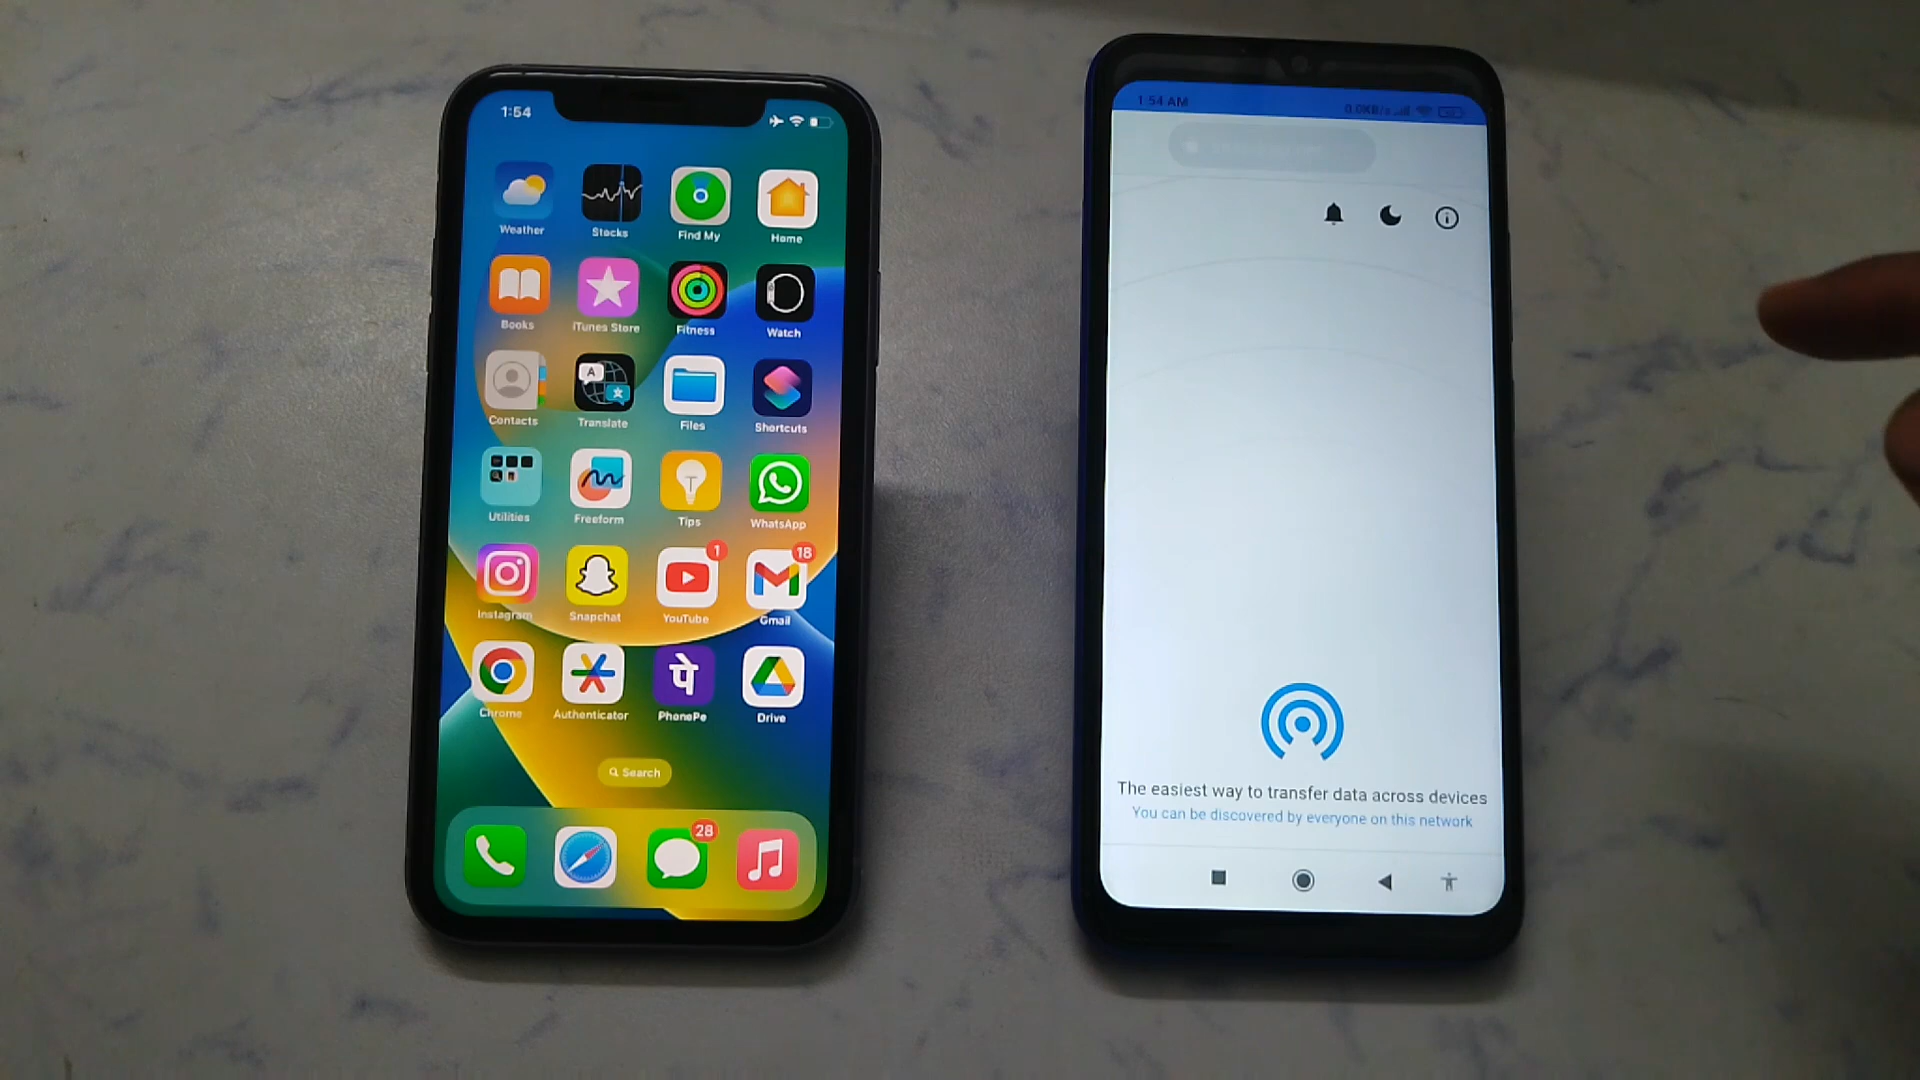 1:54
Weather
Stocks
Find My
Home
Books
iTunes Store
Fitness
Watch
A
Contacts
Translate
Files
Shortcuts
T
Utilities
Freeform
Tips
WhatsApp
1
18
Instagram
Snapchat
YouTube
Gmail
पे
Chrome
Authenticator
PhonePe
Drive
Search
28
1:54 AM
0.0KB/s
The easiest way to transfer data across devices
You can be discovered by everyone on this network